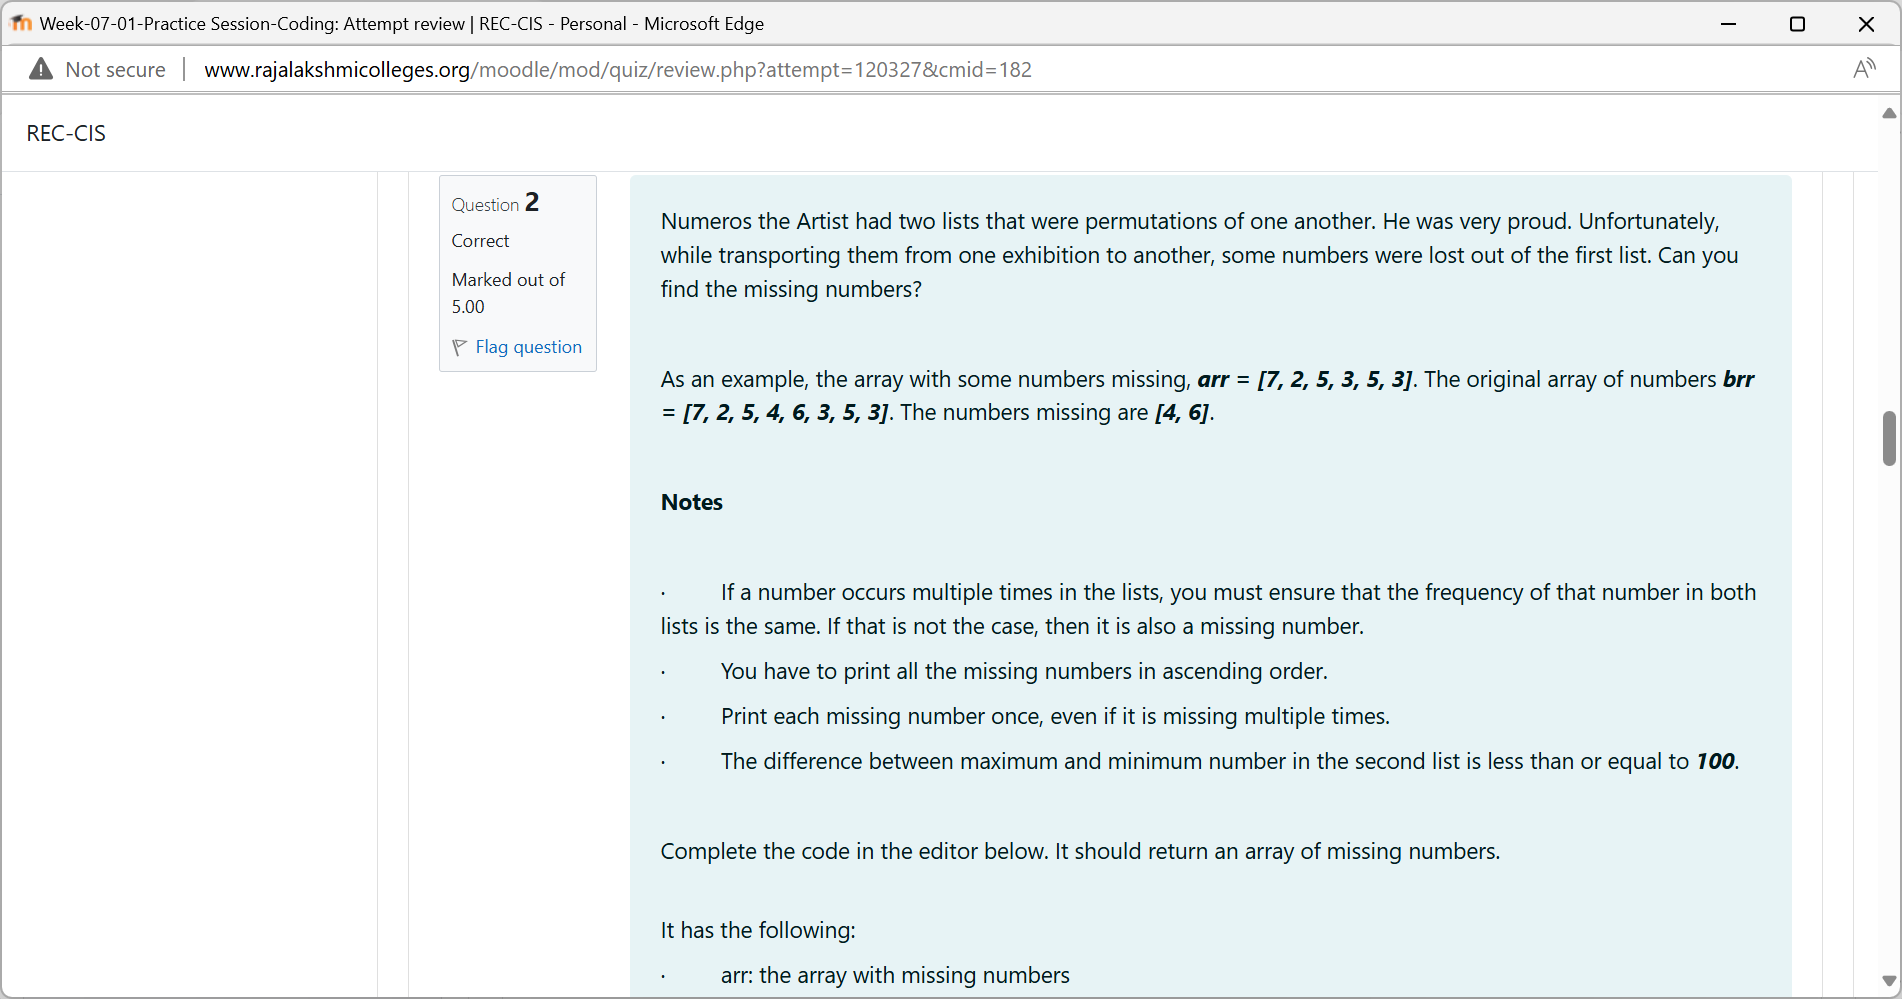 Week-07-01-Practice Session-Coding: Attempt review | REC-CIS - Personal - Microsoft Edge
Not secure | www.rajalakshmicolleges.org/moodle/mod/quiz/review.php?attempt=120327&cmid=182
REC-CIS
Question 2
Correct
Marked out of
5.00
Flag question
Numeros the Artist had two lists that were permutations of one another. He was very proud. Unfortunately,
while transporting them from one exhibition to another, some numbers were lost out of the first list. Can you
find the missing numbers?
As an example, the array with some numbers missing, arr = [7, 2, 5, 3, 5, 3]. The original array of numbers brr
= [7, 2, 5, 4, 6, 3, 5, 3]. The numbers missing are [4, 6].
Notes
· If a number occurs multiple times in the lists, you must ensure that the frequency of that number in both
lists is the same. If that is not the case, then it is also a missing number.
· You have to print all the missing numbers in ascending order.
· Print each missing number once, even if it is missing multiple times.
· The difference between maximum and minimum number in the second list is less than or equal to 100.
Complete the code in the editor below. It should return an array of missing numbers.
It has the following:
· arr: the array with missing numbers